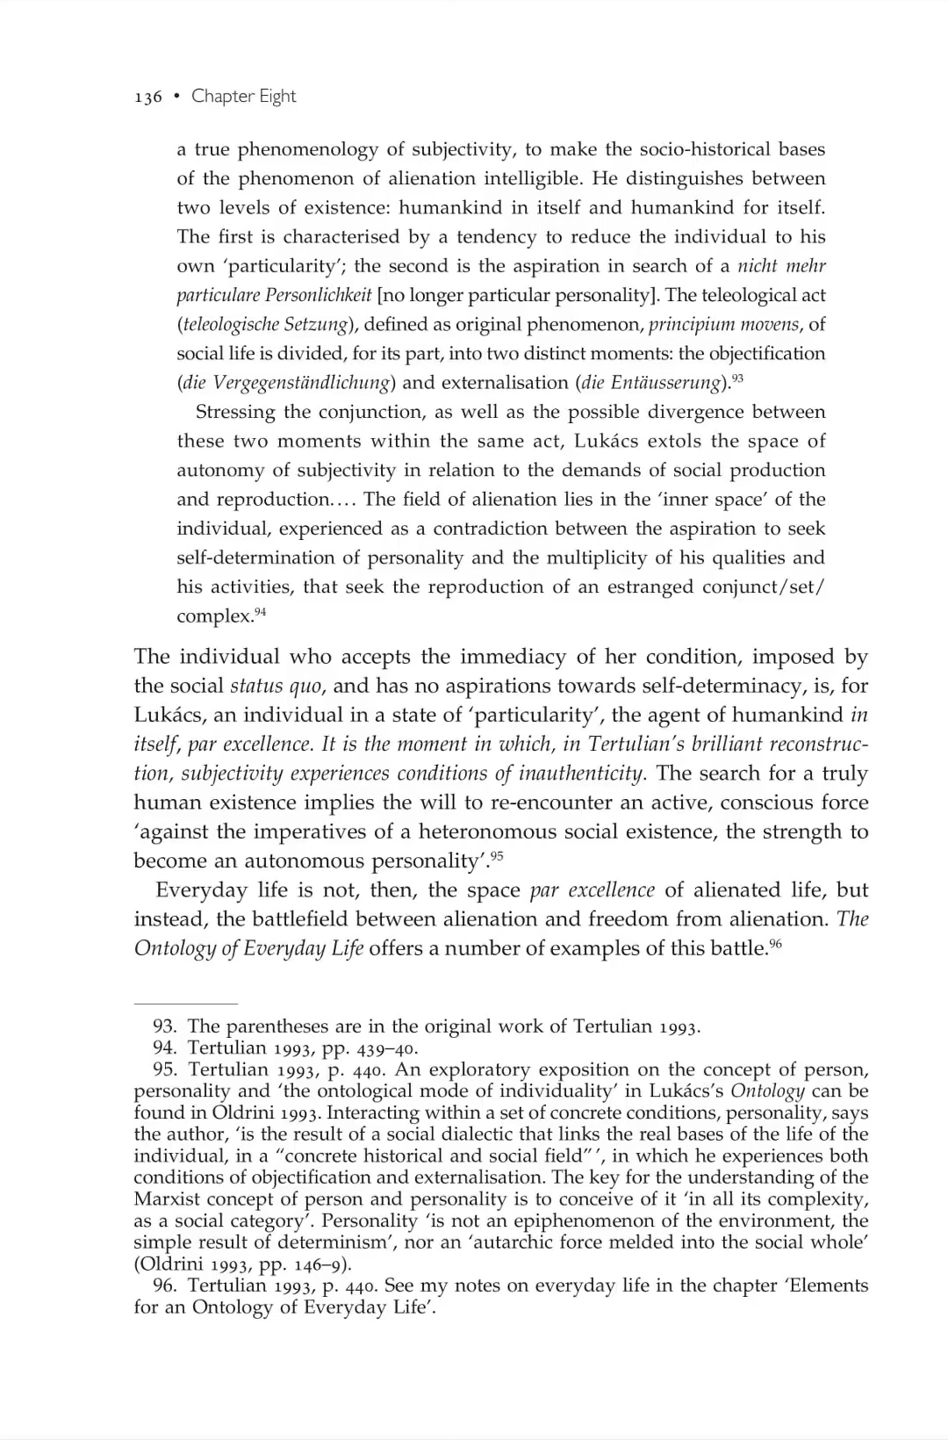 136 • Chapter Eight
a true phenomenology of subjectivity, to make the socio-historical bases
of the phenomenon of alienation intelligible. He distinguishes between
two levels of existence: humankind in itself and humankind for itself.
The first is characterised by a tendency to reduce the individual to his
own ‘particularity’; the second is the aspiration in search of a nicht mehr
particulare Personlichkeit [no longer particular personality]. The teleological act
(teleologische Setzung), defined as original phenomenon, principium movens, of
social life is divided, for its part, into two distinct moments: the objectification
(die Vergegenständlichung) and externalisation (die Entäusserung).93
Stressing the conjunction, as well as the possible divergence between
these two moments within the same act, Lukács extols the space of
autonomy of subjectivity in relation to the demands of social production
and reproduction.... The field of alienation lies in the ‘inner space’ of the
individual, experienced as a contradiction between the aspiration to seek
self-determination of personality and the multiplicity of his qualities and
his activities, that seek the reproduction of an estranged conjunct/set/
complex.94
The individual who accepts the immediacy of her condition, imposed by
the social status quo, and has no aspirations towards self-determinacy, is, for
Lukács, an individual in a state of ‘particularity’, the agent of humankind in
itself, par excellence. It is the moment in which, in Tertulian’s brilliant reconstruc-
tion, subjectivity experiences conditions of inauthenticity. The search for a truly
human existence implies the will to re-encounter an active, conscious force
‘against the imperatives of a heteronomous social existence, the strength to
become an autonomous personality’.95
Everyday life is not, then, the space par excellence of alienated life, but
instead, the battlefield between alienation and freedom from alienation. The
Ontology of Everyday Life offers a number of examples of this battle.96
93. The parentheses are in the original work of Tertulian 1993.
94. Tertulian 1993, pp. 439–40.
95. Tertulian 1993, p. 440. An exploratory exposition on the concept of person,
personality and ‘the ontological mode of individuality’ in Lukács’s Ontology can be
found in Oldrini 1993. Interacting within a set of concrete conditions, personality, says
the author, ‘is the result of a social dialectic that links the real bases of the life of the
individual, in a “concrete historical and social field” ’, in which he experiences both
conditions of objectification and externalisation. The key for the understanding of the
Marxist concept of person and personality is to conceive of it ‘in all its complexity,
as a social category’. Personality ‘is not an epiphenomenon of the environment, the
simple result of determinism’, nor an ‘autarchic force melded into the social whole’
(Oldrini 1993, pp. 146–9).
96. Tertulian 1993, p. 440. See my notes on everyday life in the chapter ‘Elements
for an Ontology of Everyday Life’.